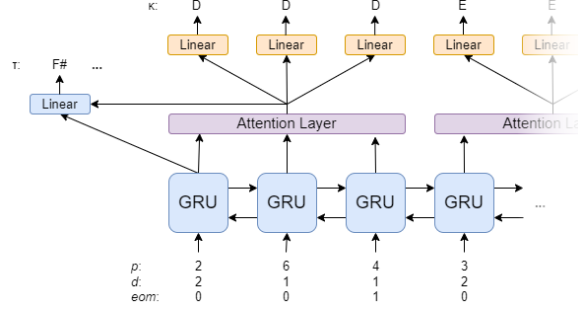 κ: D D D E E
τ: F# ...
Linear Linear Linear Linear Linear
Linear
Attention Layer Attention La
GRU GRU GRU GRU ...
p: 2 6 4 3
d: 2 1 1 2
eom: 0 0 1 0